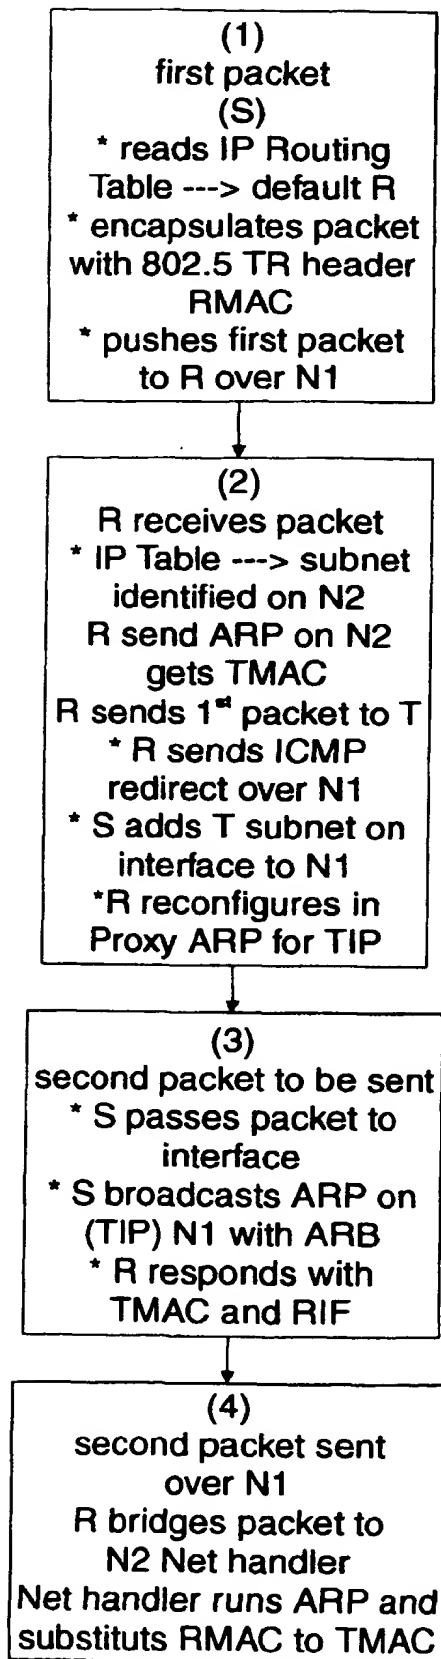 (1)
first packet
(S)
* reads IP Routing
Table ---> default R
* encapsulates packet
with 802.5 TR header
RMAC
* pushes first packet
to R over N1
(2)
R receives packet
* IP Table ---> subnet
identified on N2
R send ARP on N2
gets TMAC
R sends 1st packet to T
* R sends ICMP
redirect over N1
* S adds T subnet on
interface to N1
*R reconfigures in
Proxy ARP for TIP
(3)
second packet to be sent
* S passes packet to
interface
* S broadcasts ARP on
(TIP) N1 with ARB
* R responds with
TMAC and RIF
(4)
second packet sent
over N1
R bridges packet to
N2 Net handler
Net handler runs ARP and
substituts RMAC to TMAC